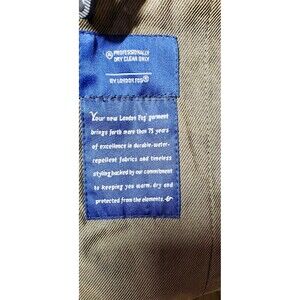 PROFESSIONALLY
DRY CLEAN ONLY
BY LONDON FOG®
Your new London Fog garment
brings forth more than 75 years
of excellence in durable, water-
repellent fabrics and timeless
styling backed by our commitment
to keeping you warm, dry and
protected from the elements.